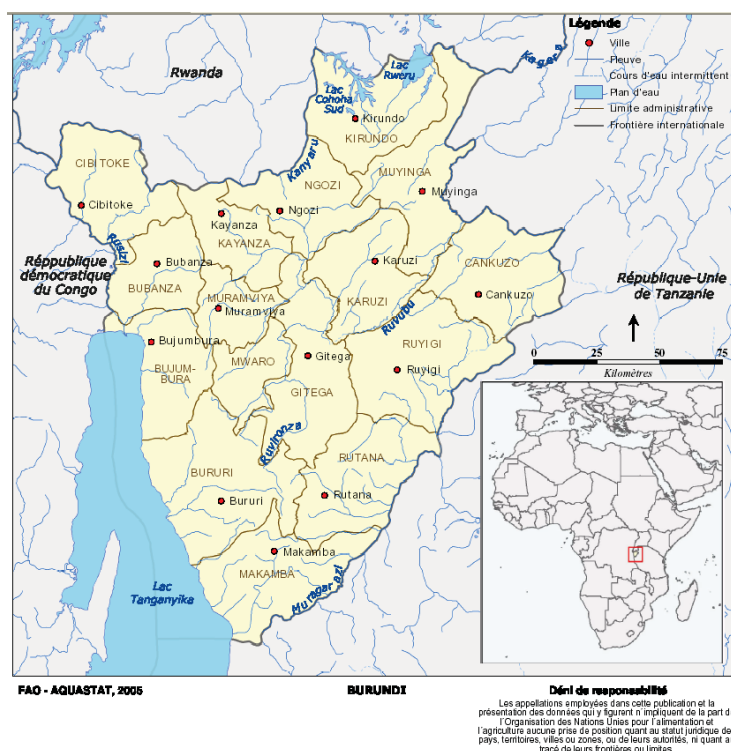 Légende
Ville
Fleuve
Cours d'eau intermittent
Plan d'eau
Limite administrative
Frontière internationale
Rwanda
Kagera
Lac
Rweru
Lac
Cohoha
Sud
Kirundo
KIRUNDO
Kanyaru
CIBITOKE
Cibitoke
NGOZI
Ngozi
MUYINGA
Muyinga
Kayanza
KAYANZA
Rusizi
Bubanza
BUBANZA
Karuzi
KARUZI
CANKUZO
Cankuzo
Réppublique
démocratique
du Congo
République-Unie
de Tanzanie
MURAMVIYA
Muramviya
Ruvubu
Bujumbura
BUJUM-
BURA
MWARO
Gitega
GITEGA
RUYIGI
Ruyigi
0 25 50 75
Kilomètres
Ruvironza
BURURI
Bururi
RUTANA
Rutana
Makamba
MAKAMBA
Muragarazi
Lac
Tanganyika
FAO - AQUASTAT, 2005
BURUNDI
Déni de responsabilité
Les appellations employées dans cette publication et la
présentation des données qui y figurent n'impliquent de la part d
l'Organisation des Nations Unies pour l'alimentation et
l'agriculture aucune prise de position quant au statut juridique de
pays, territoires, villes ou zones, ou de leurs autorités, ni quant a
tracé de leurs frontières ou limites.